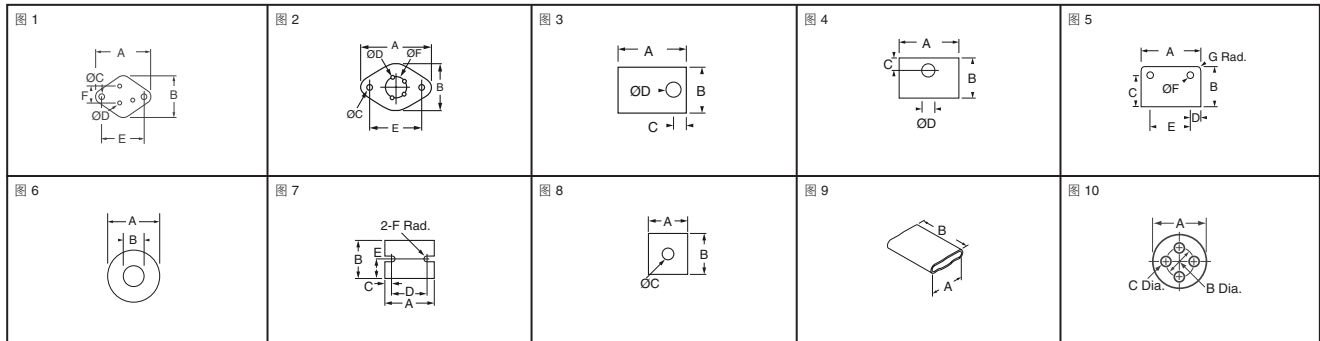 图 1
A
ØC
F
B
ØD
E
图 2
A
ØD ØF
B
ØC
E
图 3
A
ØD
B
C
图 4
A
C
B
ØD
图 5
A
G Rad.
C
ØF
B
E
D
图 6
A
B
图 7
2-F Rad.
B
E
C
D
A
图 8
A
B
ØC
图 9
B
A
图 10
A
C Dia.
B Dia.